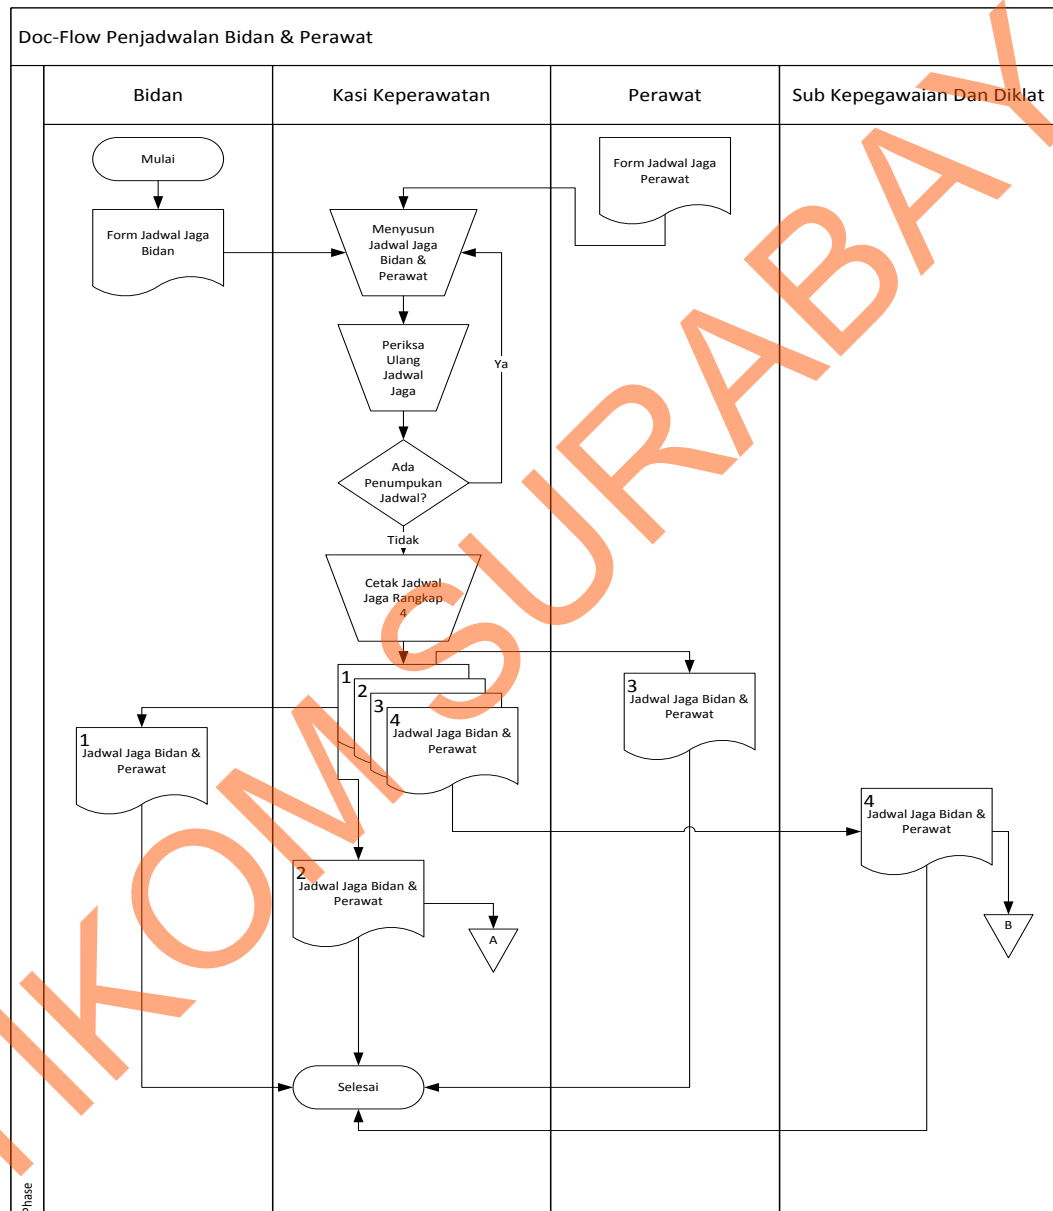 Doc-Flow Penjadwalan Bidan & Perawat
Bidan
Kasi Keperawatan
Perawat
Sub Kepegawaian Dan Diklat
Mulai
Form Jadwal Jaga
Perawat
Form Jadwal Jaga
Bidan
Menyusun
Jadwal Jaga
Bidan &
Perawat
Periksa
Ulang
Jadwal
Jaga
Ya
Ada
Penumpukan
Jadwal?
Tidak
Cetak Jadwal
Jaga Rangkap
4
1
2
3
4
Jadwal Jaga Bidan &
Perawat
3
Jadwal Jaga Bidan &
Perawat
1
Jadwal Jaga Bidan &
Perawat
4
Jadwal Jaga Bidan &
Perawat
2
Jadwal Jaga Bidan &
Perawat
A
B
Selesai
Phase
IKOM SURABAY